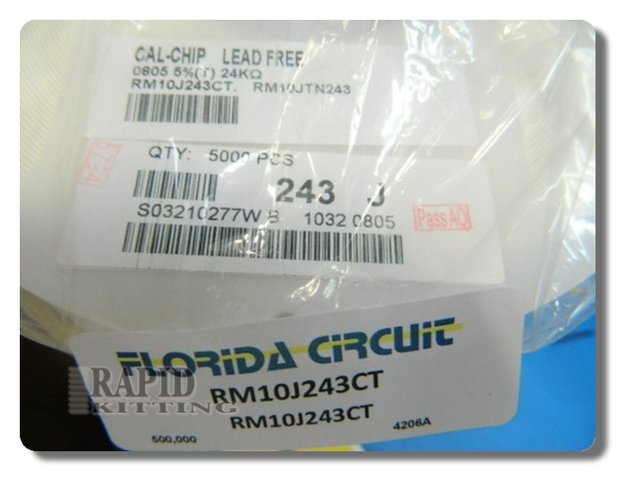 CAL-CHIP LEAD FREE
0805 5%(T) 24KΩ
RM10J243CT. RM10JTN243
QTY: 5000 PCS
243 J
S03210277W B 1032 0805
Pass AQ
FLORIDA CIRCUIT
RM10J243CT
RM10J243CT
500,000 4206A
RAPID
KITTING